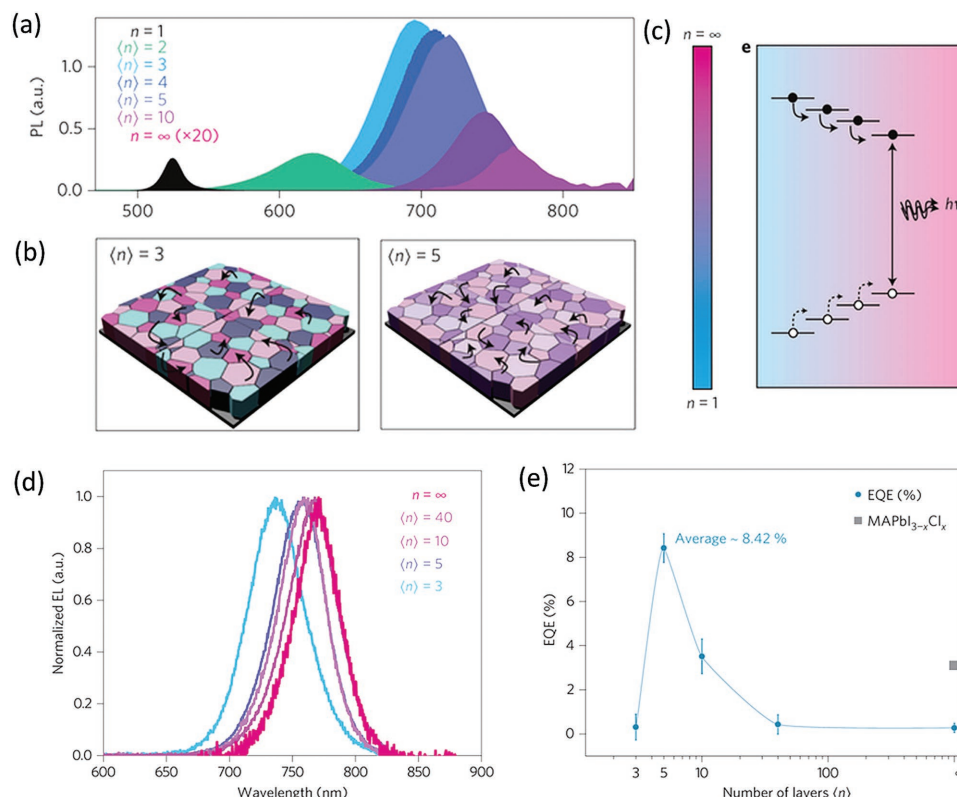 (a)
n = 1
⟨n⟩ = 2
⟨n⟩ = 3
⟨n⟩ = 4
⟨n⟩ = 5
⟨n⟩ = 10
n = ∞ (×20)
PL (a.u.)
1.0
0.5
0.0
500
600
700
800
(b)
⟨n⟩ = 3
⟨n⟩ = 5
(c)
n = ∞
n = 1
e
hν
(d)
n = ∞
⟨n⟩ = 40
⟨n⟩ = 10
⟨n⟩ = 5
⟨n⟩ = 3
Normalized EL (a.u.)
1.0
0.8
0.6
0.4
0.2
0.0
600
700
750
800
850
900
Wavelength (nm)
(e)
EQE (%)
MAPbI₃₋ₓClₓ
Average ~ 8.42 %
EQE (%)
12
10
8
6
4
2
0
3
5
10
100
Number of layers ⟨n⟩